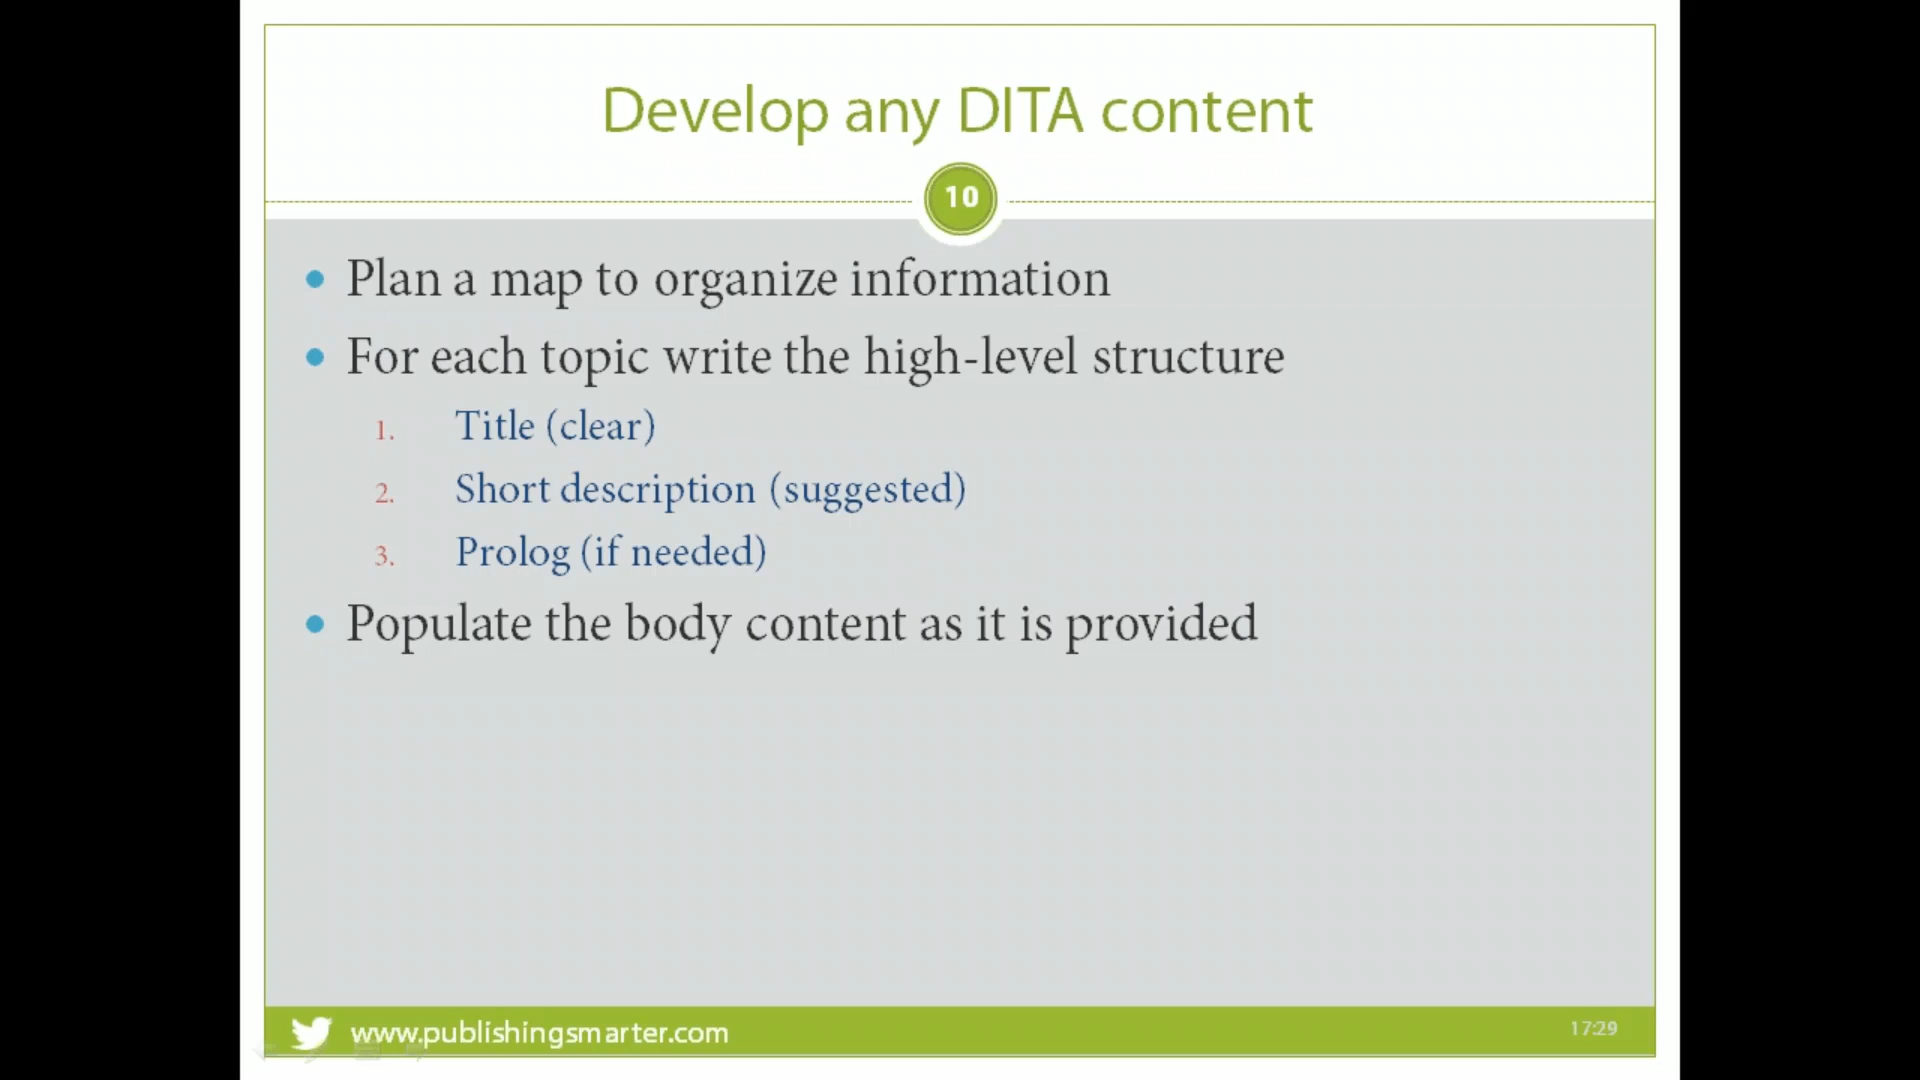 Develop any DITA content
10
• Plan a map to organize information
• For each topic write the high-level structure
1. Title (clear)
2. Short description (suggested)
3. Prolog (if needed)
• Populate the body content as it is provided
www.publishingsmarter.com
17:29